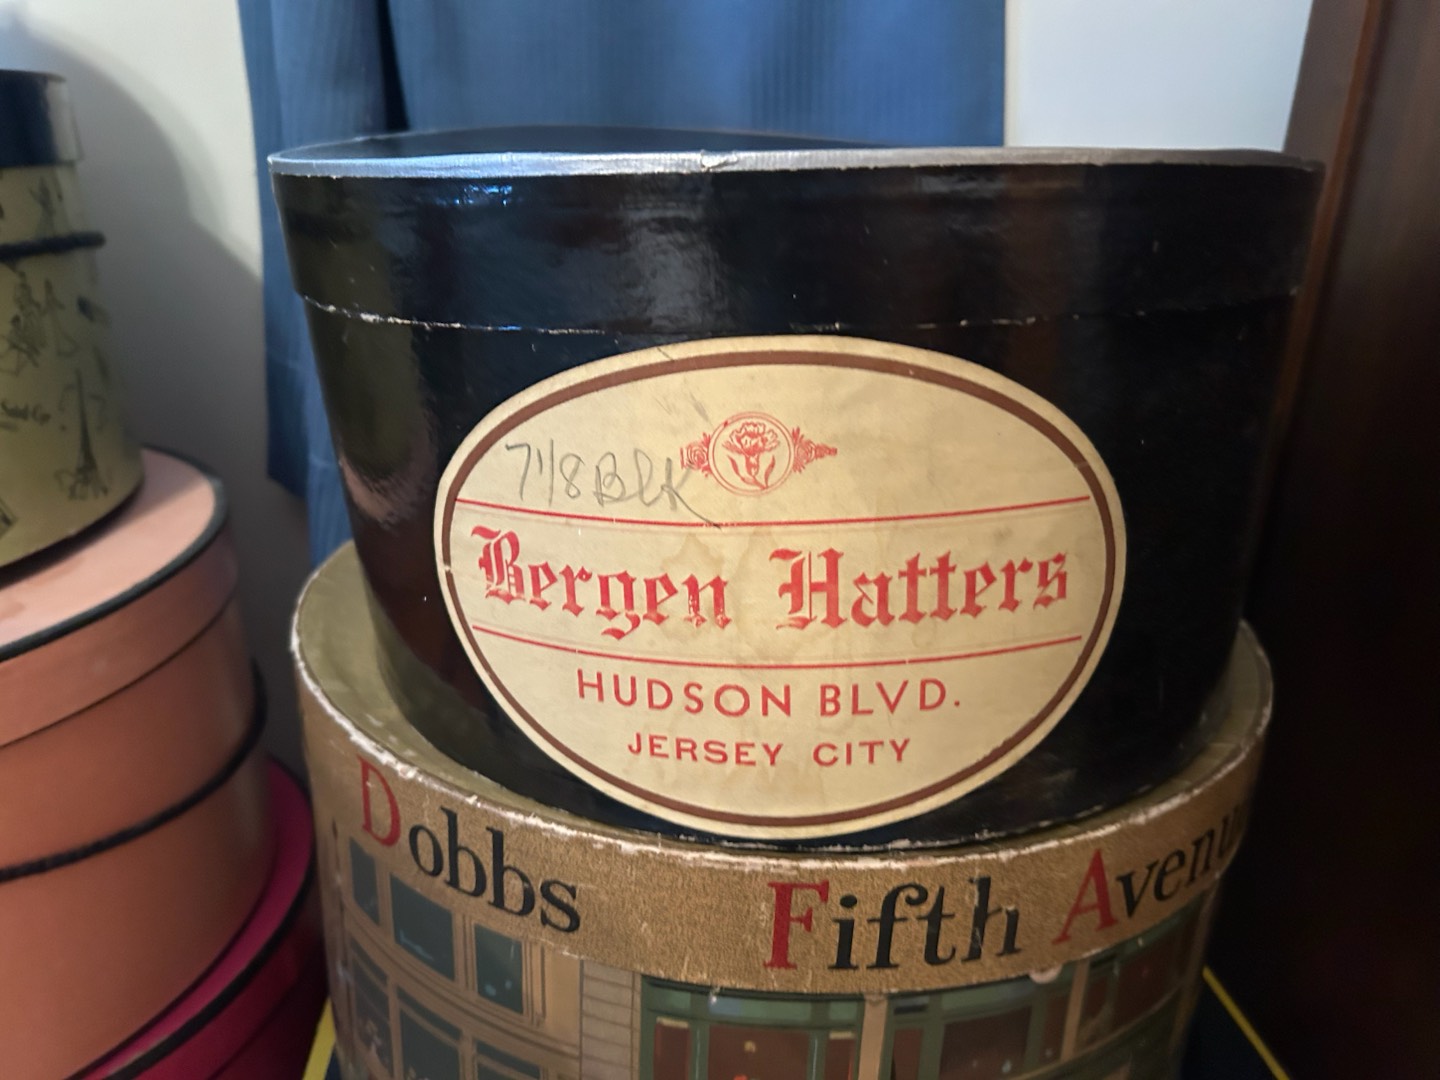 7 1/8 Blk
Bergen Hatters
HUDSON BLVD.
JERSEY CITY
Dobbs Fifth Avenu